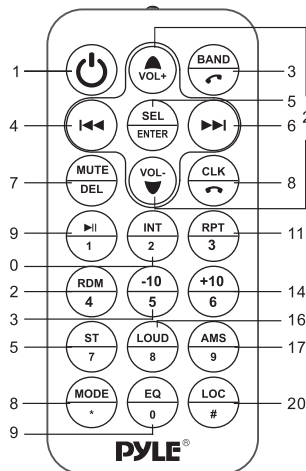 VOL+
BAND
1
3
5
SEL
ENTER
4
6
2
MUTE
DEL
VOL-
CLK
7
8
9
1
INT
2
RPT
3
11
0
RDM
4
-10
5
+10
6
2
14
3
16
ST
7
LOUD
8
AMS
9
5
17
MODE
*
EQ
0
LOC
#
8
20
9
PYLE®